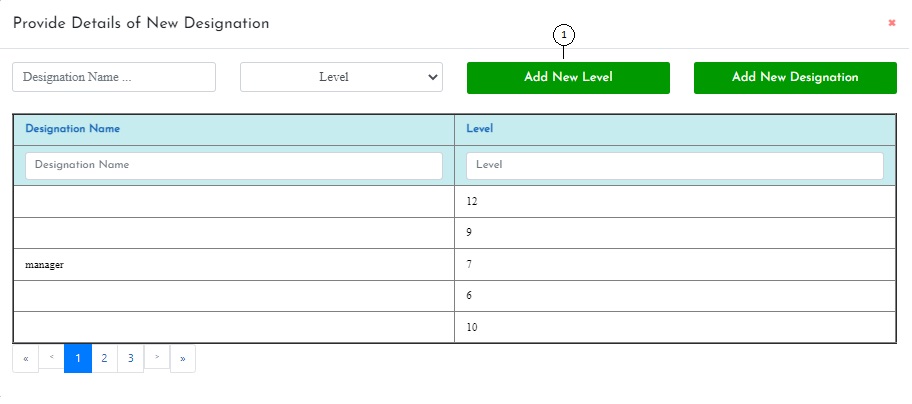 Provide Details of New Designation
×
1
Designation Name ... Level Add New Level Add New Designation
Designation Name Level
Designation Name Level
12
9
manager 7
6
10
« < 1 2 3 > »